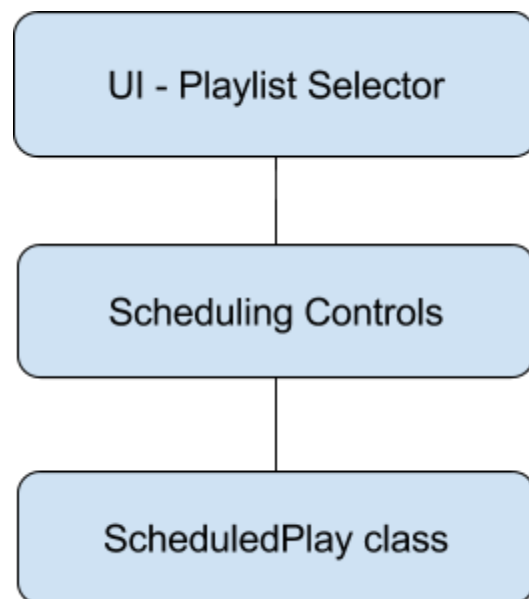 UI - Playlist Selector
Scheduling Controls
ScheduledPlay class